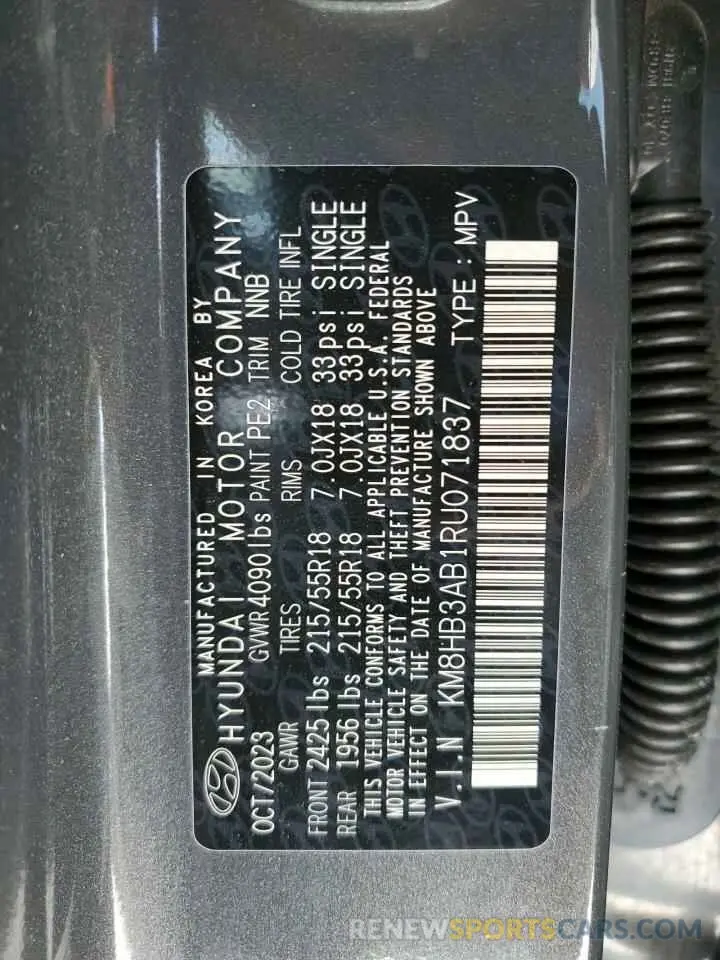 MANUFACTURED IN KOREA BY
HYUNDAI MOTOR COMPANY
OCT/2023 GVWR 4090 lbs PAINT PE2 TRIM NNB
GAWR TIRES RIMS COLD TIRE INFL
FRONT 2425 lbs 215/55R18 7.0JX18 33psi SINGLE
REAR 1956 lbs 215/55R18 7.0JX18 33psi SINGLE
THIS VEHICLE CONFORMS TO ALL APPLICABLE U.S.A. FEDERAL
MOTOR VEHICLE SAFETY AND THEFT PREVENTION STANDARDS
IN EFFECT ON THE DATE OF MANUFACTURE SHOWN ABOVE
V.I.N KM8HB3AB1RU071837 TYPE : MPV
RENEWSPORTSCARS.COM